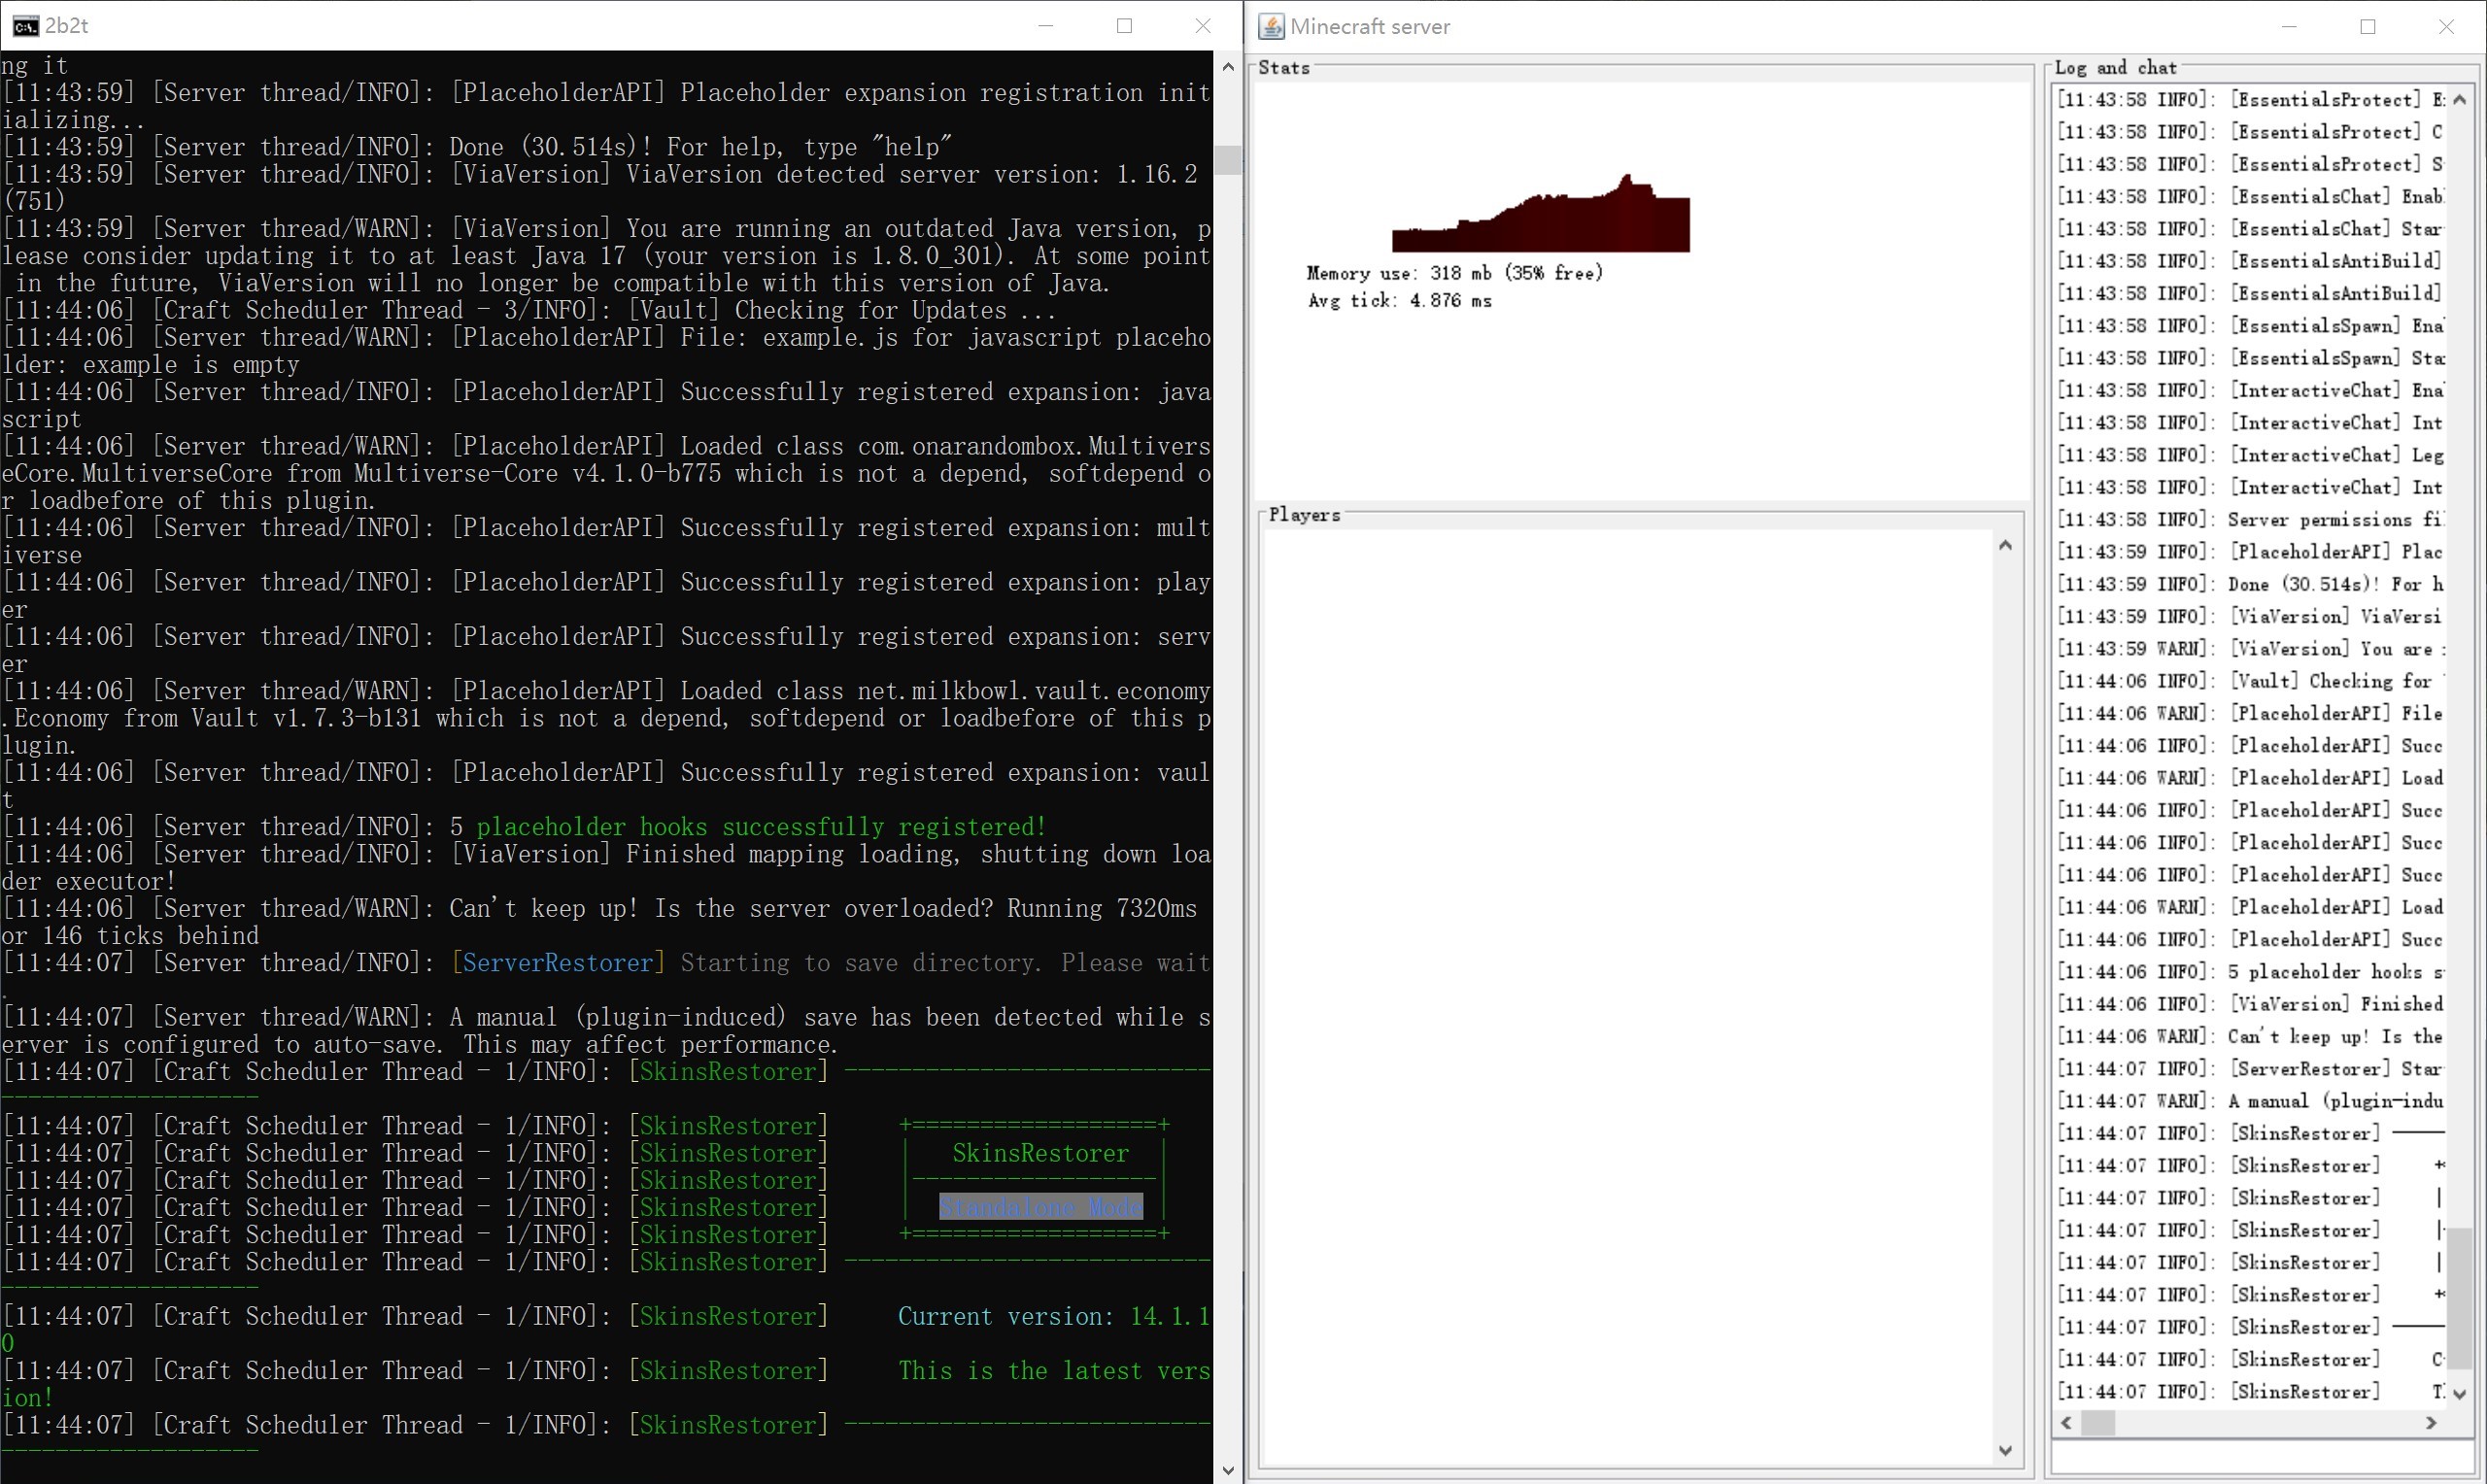 2b2t
ng it
[11:43:59] [Server thread/INFO]: [PlaceholderAPI] Placeholder expansion registration init
ializing...
[11:43:59] [Server thread/INFO]: Done (30.514s)! For help, type "help"
[11:43:59] [Server thread/INFO]: [ViaVersion] ViaVersion detected server version: 1.16.2
(751)
[11:43:59] [Server thread/WARN]: [ViaVersion] You are running an outdated Java version, p
lease consider updating it to at least Java 17 (your version is 1.8.0_301). At some point
in the future, ViaVersion will no longer be compatible with this version of Java.
[11:44:06] [Craft Scheduler Thread - 3/INFO]: [Vault] Checking for Updates ...
[11:44:06] [Server thread/WARN]: [PlaceholderAPI] File: example.js for javascript placeho
lder: example is empty
[11:44:06] [Server thread/INFO]: [PlaceholderAPI] Successfully registered expansion: java
script
[11:44:06] [Server thread/WARN]: [PlaceholderAPI] Loaded class com.onarandombox.Multivers
eCore.MultiverseCore from Multiverse-Core v4.1.0-b775 which is not a depend, softdepend o
r loadbefore of this plugin.
[11:44:06] [Server thread/INFO]: [PlaceholderAPI] Successfully registered expansion: mult
iverse
[11:44:06] [Server thread/INFO]: [PlaceholderAPI] Successfully registered expansion: play
er
[11:44:06] [Server thread/INFO]: [PlaceholderAPI] Successfully registered expansion: serv
er
[11:44:06] [Server thread/WARN]: [PlaceholderAPI] Loaded class net.milkbowl.vault.economy
.Economy from Vault v1.7.3-b131 which is not a depend, softdepend or loadbefore of this p
lugin.
[11:44:06] [Server thread/INFO]: [PlaceholderAPI] Successfully registered expansion: vaul
t
[11:44:06] [Server thread/INFO]: 5 placeholder hooks successfully registered!
[11:44:06] [Server thread/INFO]: [ViaVersion] Finished mapping loading, shutting down loa
der executor!
[11:44:06] [Server thread/WARN]: Can't keep up! Is the server overloaded? Running 7320ms
or 146 ticks behind
[11:44:07] [Server thread/INFO]: [ServerRestorer] Starting to save directory. Please wait
.
[11:44:07] [Server thread/WARN]: A manual (plugin-induced) save has been detected while s
erver is configured to auto-save. This may affect performance.
[11:44:07] [Craft Scheduler Thread - 1/INFO]: [SkinsRestorer] ---------------------------
-------------------
[11:44:07] [Craft Scheduler Thread - 1/INFO]: [SkinsRestorer] +==================+
[11:44:07] [Craft Scheduler Thread - 1/INFO]: [SkinsRestorer] | SkinsRestorer |
[11:44:07] [Craft Scheduler Thread - 1/INFO]: [SkinsRestorer] |------------------|
[11:44:07] [Craft Scheduler Thread - 1/INFO]: [SkinsRestorer] | Standalone Mode |
[11:44:07] [Craft Scheduler Thread - 1/INFO]: [SkinsRestorer] +==================+
[11:44:07] [Craft Scheduler Thread - 1/INFO]: [SkinsRestorer] ---------------------------
-------------------
[11:44:07] [Craft Scheduler Thread - 1/INFO]: [SkinsRestorer] Current version: 14.1.1
0
[11:44:07] [Craft Scheduler Thread - 1/INFO]: [SkinsRestorer] This is the latest vers
ion!
[11:44:07] [Craft Scheduler Thread - 1/INFO]: [SkinsRestorer] ---------------------------
-------------------
Minecraft server
Stats
Memory use: 318 mb (35% free)
Avg tick: 4.876 ms
Players
Log and chat
[11:43:58 INFO]: [EssentialsProtect] E
[11:43:58 INFO]: [EssentialsProtect] C
[11:43:58 INFO]: [EssentialsProtect] S
[11:43:58 INFO]: [EssentialsChat] Enab
[11:43:58 INFO]: [EssentialsChat] Star
[11:43:58 INFO]: [EssentialsAntiBuild]
[11:43:58 INFO]: [EssentialsAntiBuild]
[11:43:58 INFO]: [EssentialsSpawn] Ena
[11:43:58 INFO]: [EssentialsSpawn] Sta
[11:43:58 INFO]: [InteractiveChat] Ena
[11:43:58 INFO]: [InteractiveChat] Int
[11:43:58 INFO]: [InteractiveChat] Leg
[11:43:58 INFO]: [InteractiveChat] Int
[11:43:58 INFO]: Server permissions fi
[11:43:59 INFO]: [PlaceholderAPI] Plac
[11:43:59 INFO]: Done (30.514s)! For h
[11:43:59 INFO]: [ViaVersion] ViaVersi
[11:43:59 WARN]: [ViaVersion] You are
[11:44:06 INFO]: [Vault] Checking for
[11:44:06 WARN]: [PlaceholderAPI] File
[11:44:06 INFO]: [PlaceholderAPI] Succ
[11:44:06 WARN]: [PlaceholderAPI] Load
[11:44:06 INFO]: [PlaceholderAPI] Succ
[11:44:06 INFO]: [PlaceholderAPI] Succ
[11:44:06 INFO]: [PlaceholderAPI] Succ
[11:44:06 WARN]: [PlaceholderAPI] Load
[11:44:06 INFO]: [PlaceholderAPI] Succ
[11:44:06 INFO]: 5 placeholder hooks s
[11:44:06 INFO]: [ViaVersion] Finished
[11:44:06 WARN]: Can't keep up! Is the
[11:44:07 INFO]: [ServerRestorer] Star
[11:44:07 WARN]: A manual (plugin-indu
[11:44:07 INFO]: [SkinsRestorer] -----
[11:44:07 INFO]: [SkinsRestorer] +
[11:44:07 INFO]: [SkinsRestorer] |
[11:44:07 INFO]: [SkinsRestorer] |
[11:44:07 INFO]: [SkinsRestorer] |
[11:44:07 INFO]: [SkinsRestorer] +
[11:44:07 INFO]: [SkinsRestorer] -----
[11:44:07 INFO]: [SkinsRestorer] C
[11:44:07 INFO]: [SkinsRestorer] T